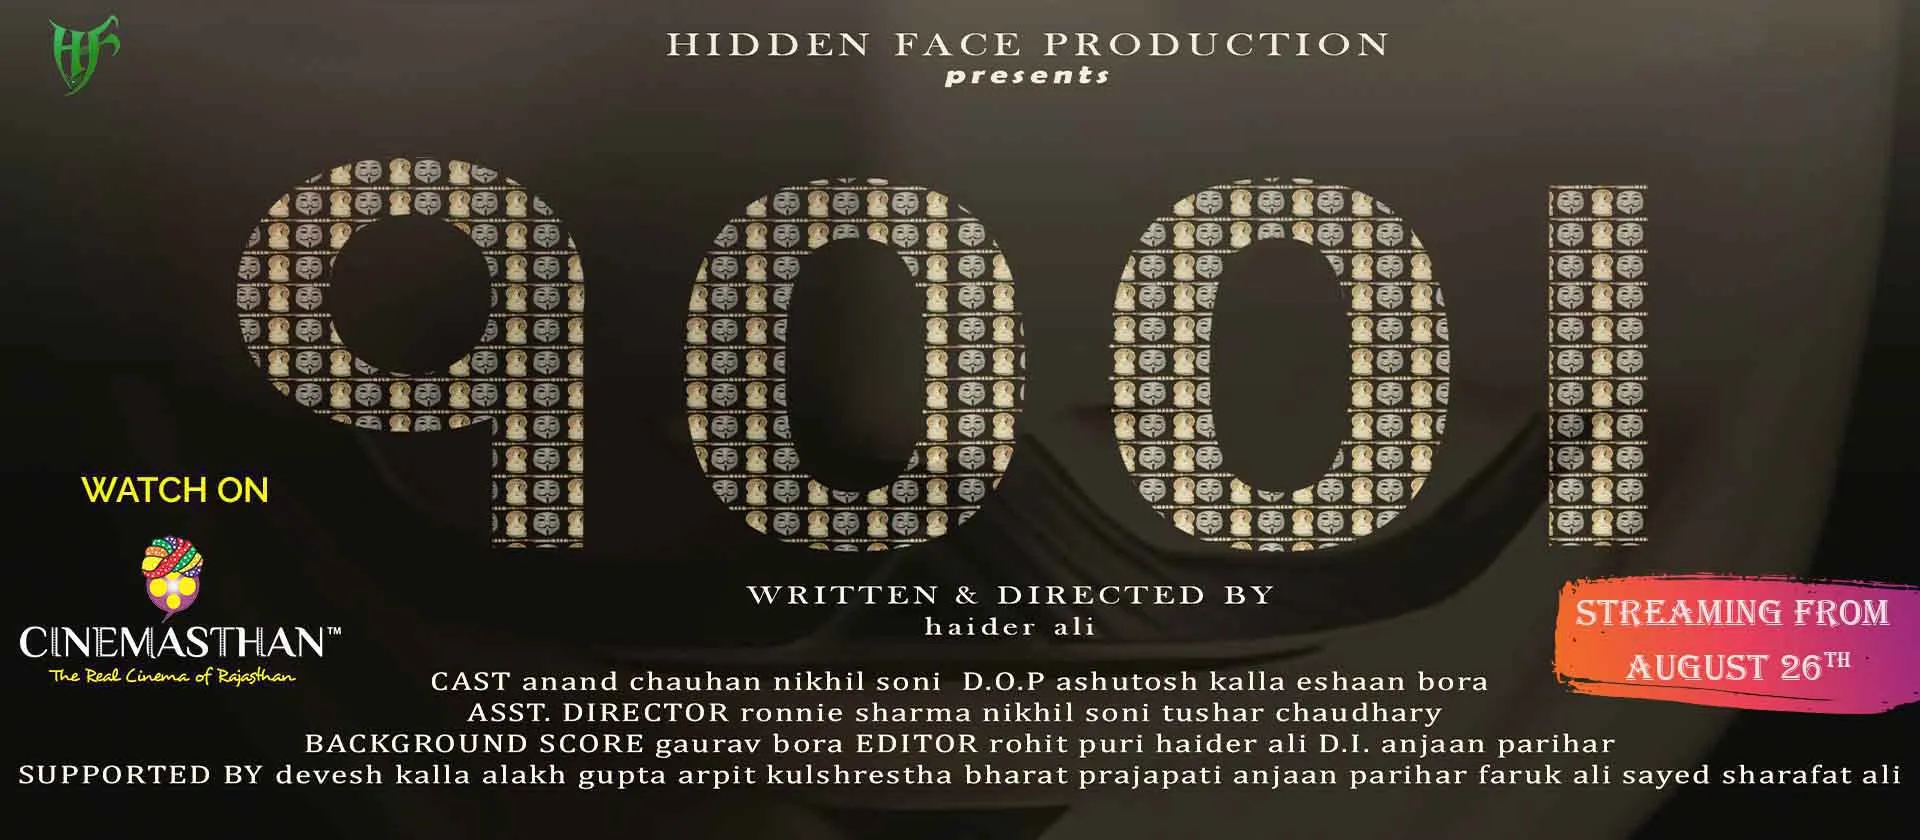 HF
HIDDEN FACE PRODUCTION
presents
9001
WATCH ON
CINEMASTHAN™
The Real Cinema of Rajasthan
WRITTEN & DIRECTED BY
haider ali
STREAMING FROM
AUGUST 26TH
CAST anand chauhan nikhil soni D.O.P ashutosh kalla eshaan bora
ASST. DIRECTOR ronnie sharma nikhil soni tushar chaudhary
BACKGROUND SCORE gaurav bora EDITOR rohit puri haider ali D.I. anjaan parihar
SUPPORTED BY devesh kalla alakh gupta arpit kulshrestha bharat prajapati anjaan parihar faruk ali sayed sharafat ali